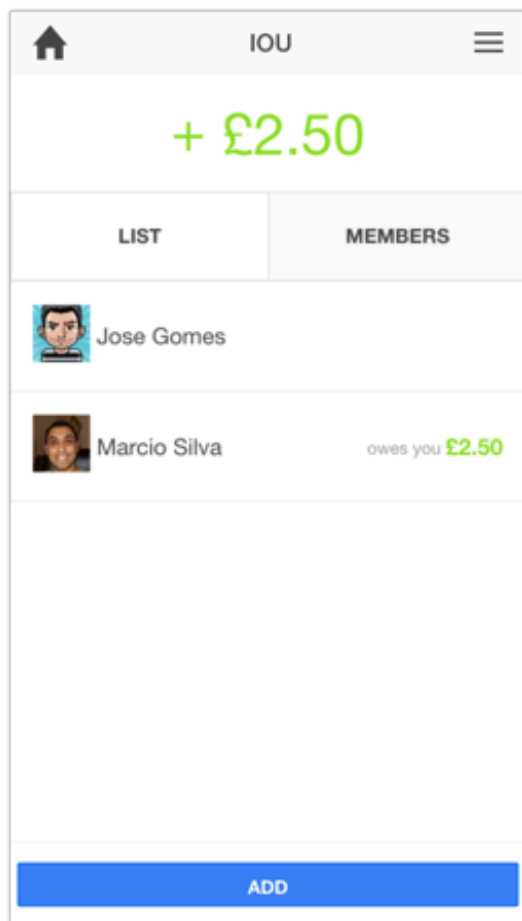 IOU
+ £2.50
LIST MEMBERS
Jose Gomes
Marcio Silva owes you £2.50
ADD